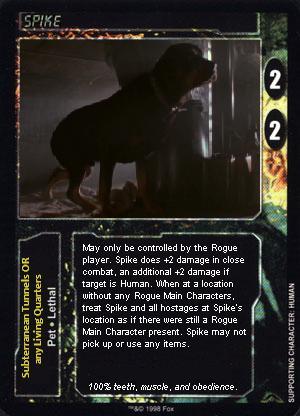 SPIKE
2
2
Subterranean Tunnels OR
any Living Quarters
Pet • Lethal
May only be controlled by the Rogue
player. Spike does +2 damage in close
combat, an additional +2 damage if
target is Human. When at a location
without any Rogue Main Characters,
treat Spike and all hostages at Spike's
location as if there were still a Rogue
Main Character present. Spike may not
pick up or use any items.
100% teeth, muscle, and obedience.
SUPPORTING CHARACTER: HUMAN
™&© 1998 Fox